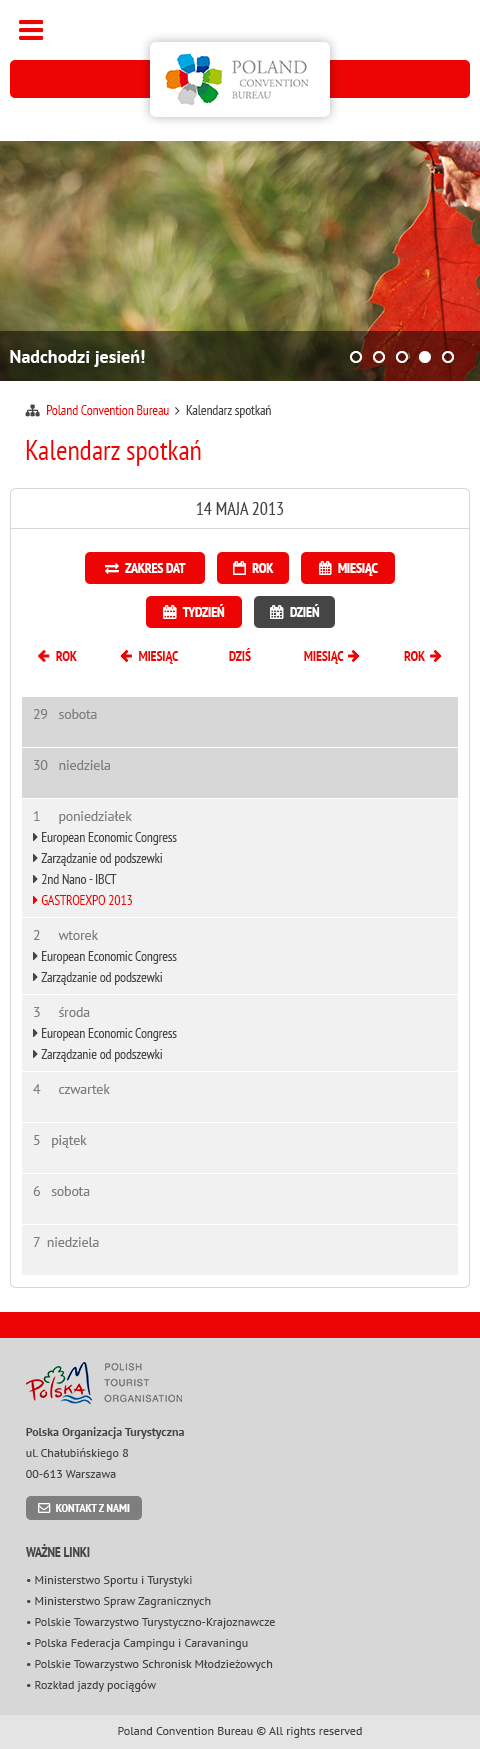 POLAND
CONVENTION
BUREAU
Nadchodzi jesień!
Poland Convention Bureau > Kalendarz spotkań
Kalendarz spotkań
14 MAJA 2013
ZAKRES DAT ROK MIESIĄC
TYDZIEŃ DZIEŃ
ROK MIESIĄC DZIŚ MIESIĄC ROK
29 sobota
30 niedziela
1 poniedziałek
European Economic Congress
Zarządzanie od podszewki
2nd Nano - IBCT
GASTROEXPO 2013
2 wtorek
European Economic Congress
Zarządzanie od podszewki
3 środa
European Economic Congress
Zarządzanie od podszewki
4 czwartek
5 piątek
6 sobota
7 niedziela
Polska
POLISH
TOURIST
ORGANISATION
Polska Organizacja Turystyczna
ul. Chałubińskiego 8
00-613 Warszawa
KONTAKT Z NAMI
WAŻNE LINKI
• Ministerstwo Sportu i Turystyki
• Ministerstwo Spraw Zagranicznych
• Polskie Towarzystwo Turystyczno-Krajoznawcze
• Polska Federacja Campingu i Caravaningu
• Polskie Towarzystwo Schronisk Młodzieżowych
• Rozkład jazdy pociągów
Poland Convention Bureau © All rights reserved